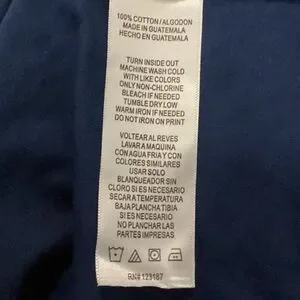 100% COTTON/ALGODON
MADE IN GUATEMALA
HECHO EN GUATEMALA
TURN INSIDE OUT
MACHINE WASH COLD
WITH LIKE COLORS
ONLY NON-CHLORINE
BLEACH IF NEEDED
TUMBLE DRY LOW
WARM IRON IF NEEDED
DO NOT IRON ON PRINT
VOLTEAR AL REVES
LAVAR A MAQUINA
CON AGUA FRIA Y CON
COLORES SIMILARES
USAR SOLO
BLANQUEADOR SIN
CLORO SI ES NECESARIO
SECAR A TEMPERATURA
BAJA PLANCHA TIBIA
SI ES NECESARIO
NO PLANCHAR LAS
PARTES IMPRESAS
RN# 123187